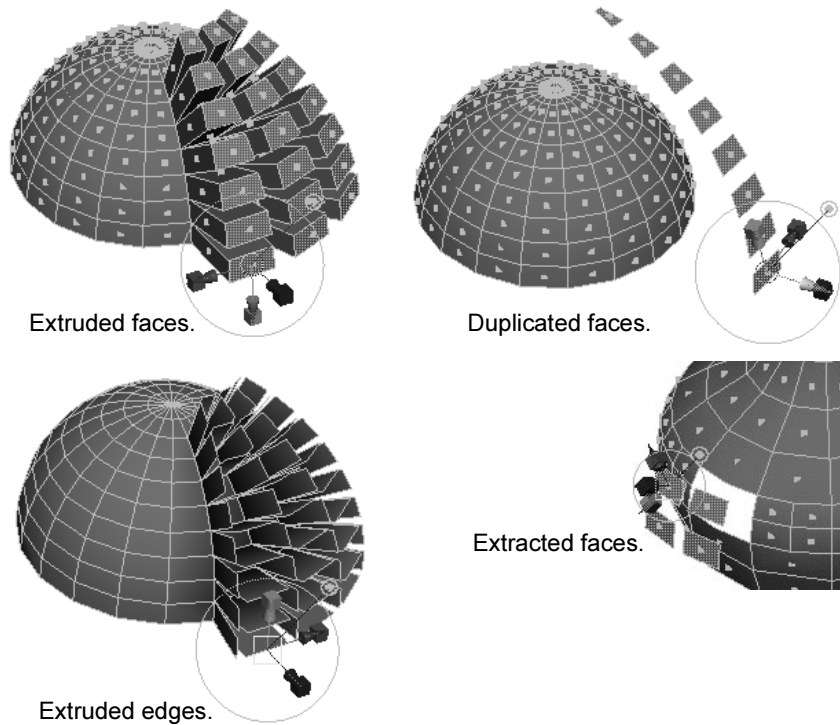 Extruded faces.
Duplicated faces.
Extracted faces.
Extruded edges.